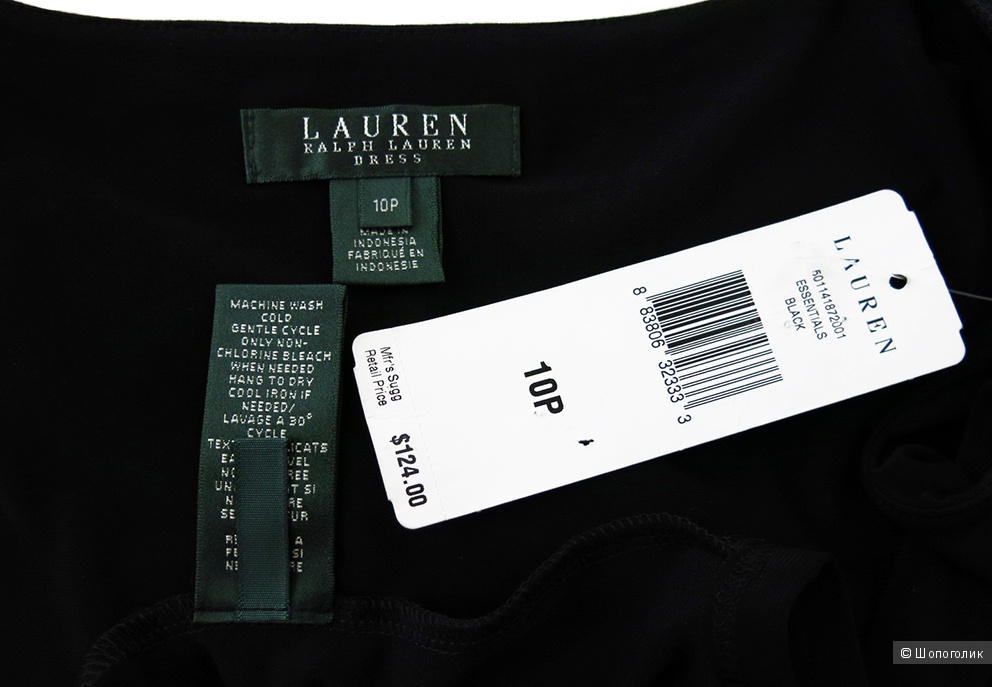 LAUREN
RALPH LAUREN
DRESS
10P
MADE IN
INDONESIA
FABRIQUÉ EN
INDONESIE
MACHINE WASH
COLD
GENTLE CYCLE
ONLY NON-
CHLORINE BLEACH
WHEN NEEDED
HANG TO DRY
COOL IRON IF
NEEDED/
LAVAGE A 30°
CYCLE
LAUREN
501141872001
ESSENTIALS
BLACK
8 83806 32333 3
10P
Mfr's Sugg
Retail Price
$124.00
© Шопоголик